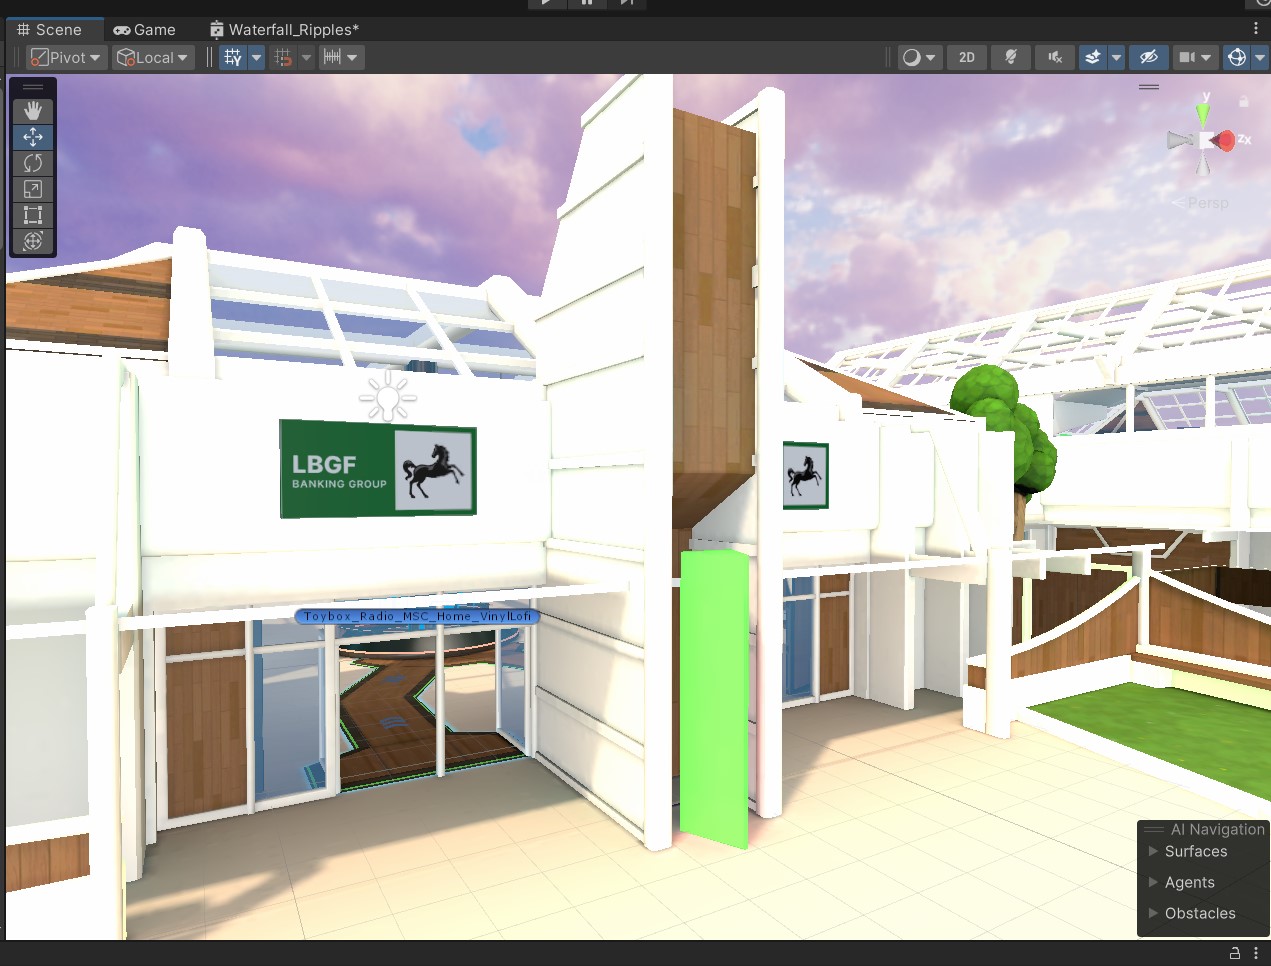 Scene
Game
Waterfall_Ripples*
Pivot
Local
2D
y
zx
Persp
LBGF
BANKING GROUP
Toybox_Radio_MSC_Home_VinylLofi
AI Navigation
Surfaces
Agents
Obstacles